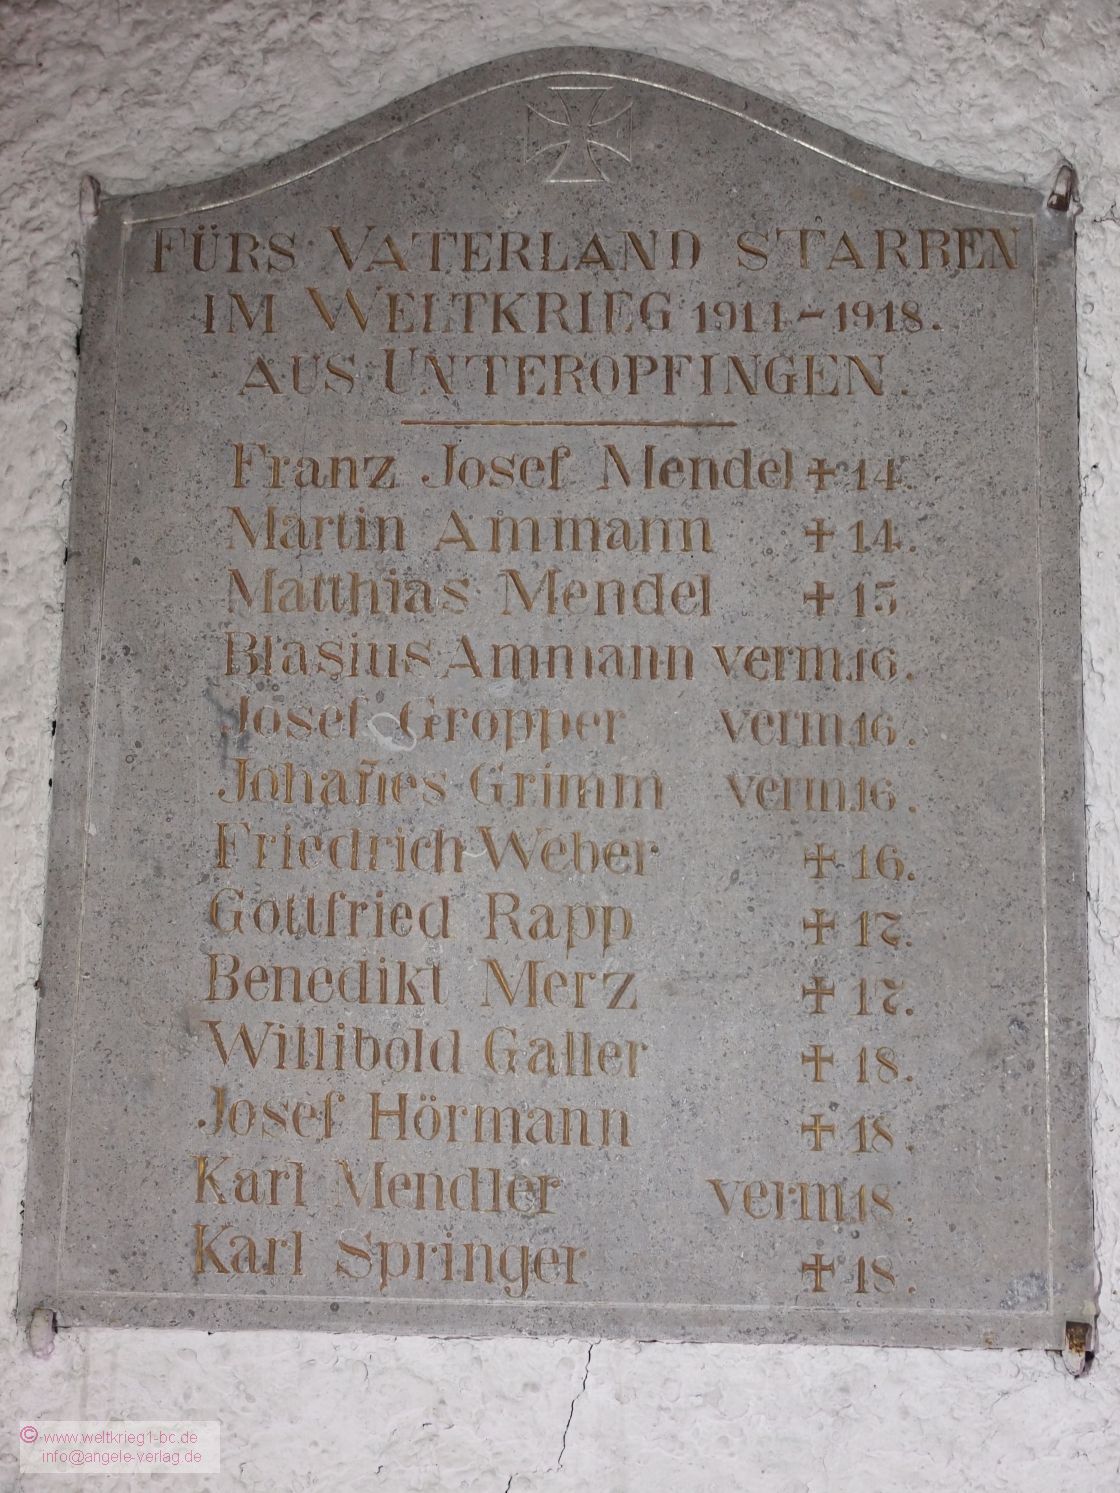 FÜRS VATERLAND STARBEN
IM WELTKRIEG 1914-1918.
AUS UNTEROPFINGEN.
Franz Josef Mendel + 14.
Martin Ammann + 14.
Matthias Mendel + 15
Blasius Ammann verm. 16.
Josef Gropper verm. 16.
Johan̄es Grimm verm. 16.
Friedrich Weber + 16.
Gottfried Rapp + 17.
Benedikt Merz + 17.
Willibold Galler + 18.
Josef Hörmann + 18.
Karl Mendler verm 18.
Karl Springer + 18.
© www.weltkrieg1-bc.de
info@angele-verlag.de